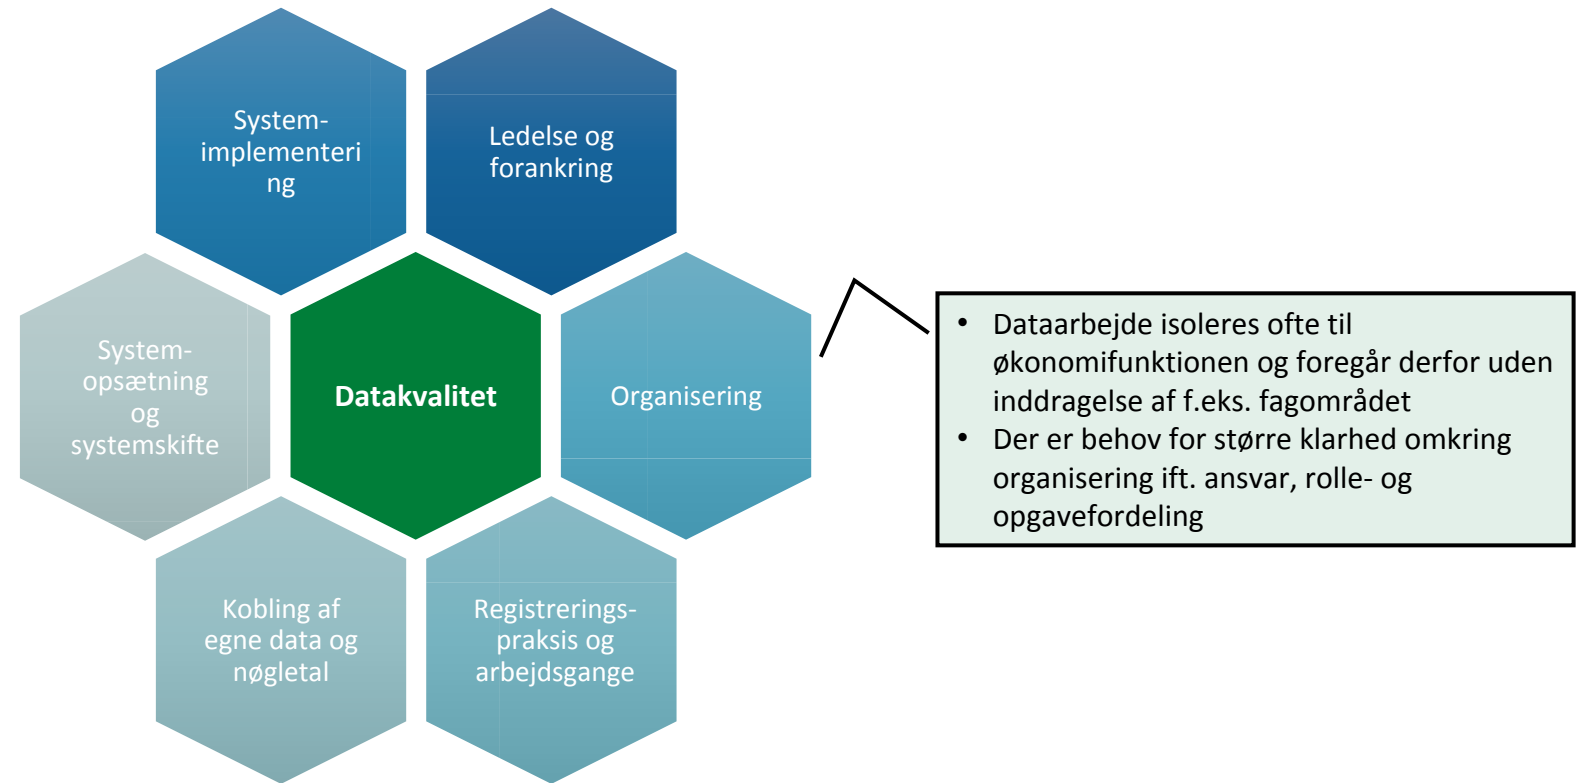 System-
implementeri
ng
Ledelse og
forankring
System-
opsætning
og
systemskifte
Datakvalitet
Organisering
• Dataarbejde isoleres ofte til
økonomifunktionen og foregår derfor uden
inddragelse af f.eks. fagområdet
• Der er behov for større klarhed omkring
organisering ift. ansvar, rolle- og
opgavefordeling
Kobling af
egne data og
nøgletal
Registrerings-
praksis og
arbejdsgange